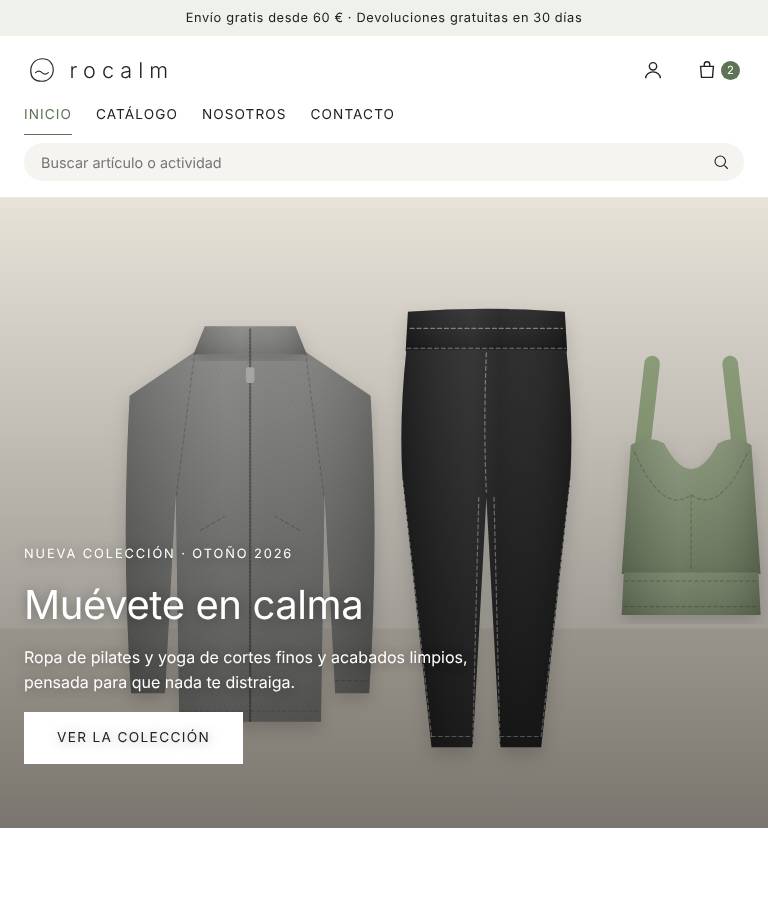 Envío gratis desde 60 € · Devoluciones gratuitas en 30 días
rocalm
2
INICIO CATÁLOGO NOSOTROS CONTACTO
Buscar artículo o actividad
NUEVA COLECCIÓN · OTOÑO 2026
Muévete en calma
Ropa de pilates y yoga de cortes finos y acabados limpios,
pensada para que nada te distraiga.
VER LA COLECCIÓN